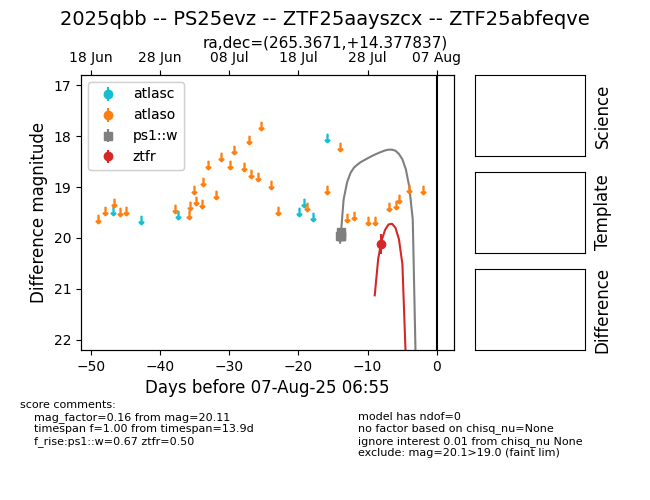 2025qbb -- PS25evz -- ZTF25aayszcx -- ZTF25abfeqve
ra,dec=(265.3671,+14.377837)
18 Jun 28 Jun 08 Jul 18 Jul 28 Jul 07 Aug
atlasc
atlaso
ps1::w
ztfr
Difference magnitude
17
18
19
20
21
22
−50 −40 −30 −20 −10 0
Days before 07-Aug-25 06:55
Science
Template
Difference
score comments:
mag_factor=0.16 from mag=20.11
timespan f=1.00 from timespan=13.9d
f_rise:ps1::w=0.67 ztfr=0.50
model has ndof=0
no factor based on chisq_nu=None
ignore interest 0.01 from chisq_nu None
exclude: mag=20.1>19.0 (faint lim)